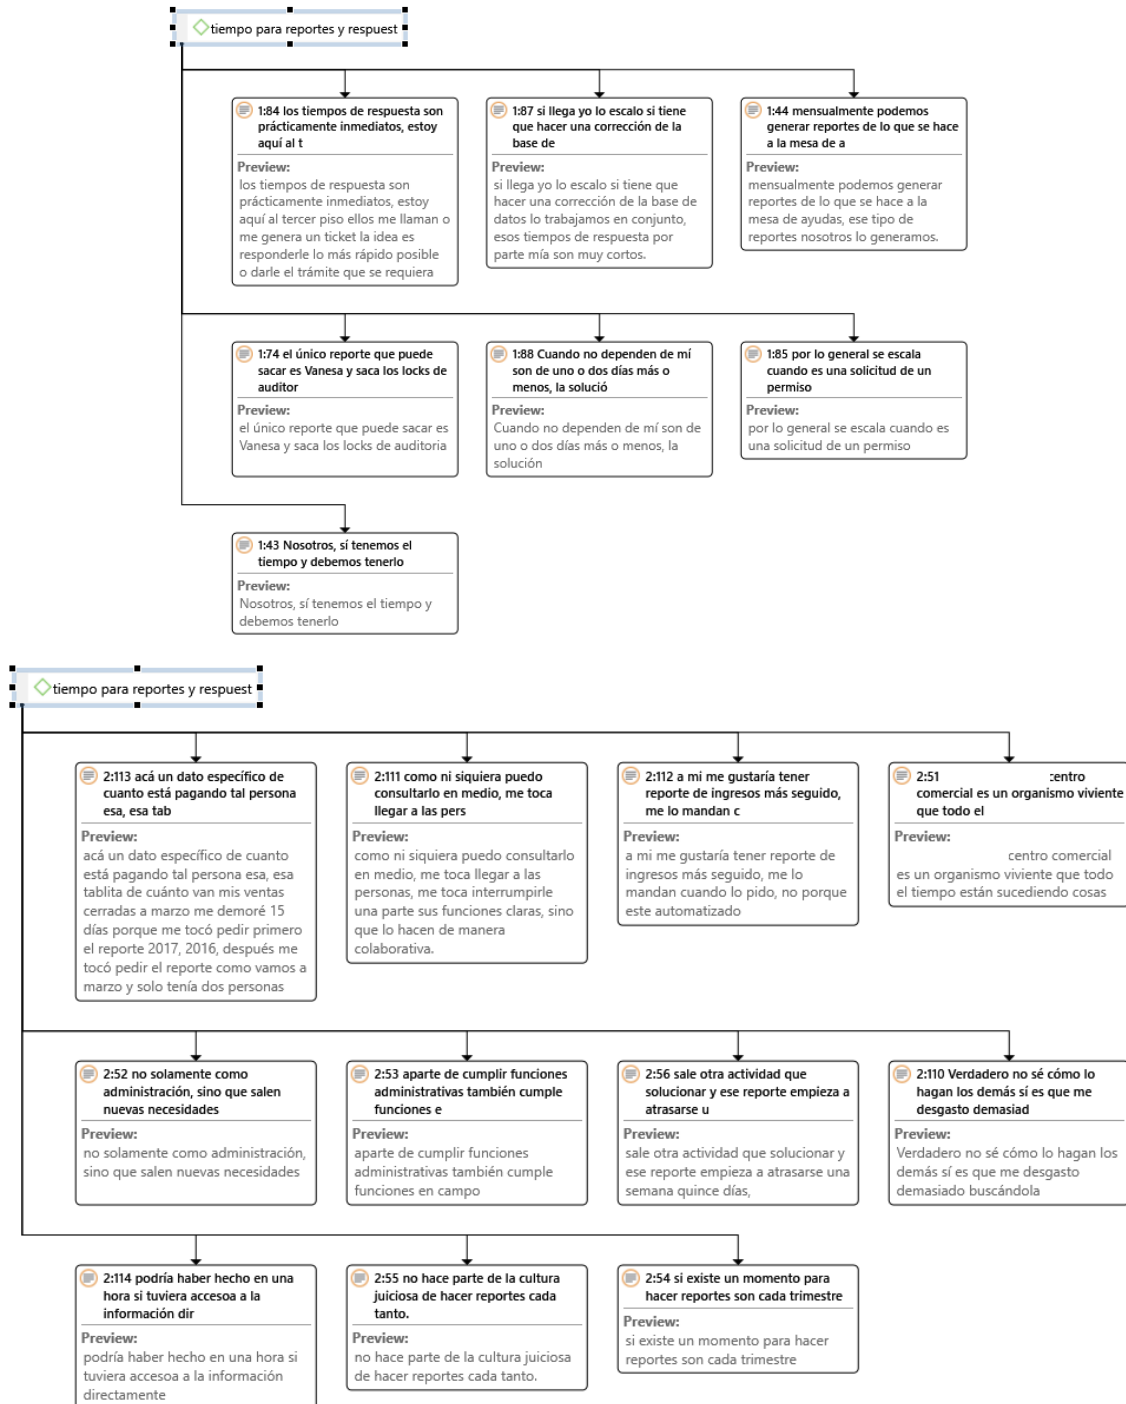 tiempo para reportes y respuest
1:84 los tiempos de respuesta son
prácticamente inmediatos, estoy
aquí al t
Preview:
los tiempos de respuesta son
prácticamente inmediatos, estoy
aquí al tercer piso ellos me llaman o
me genera un ticket la idea es
responderle lo más rápido posible
o darle el trámite que se requiera
1:87 si llega yo lo escalo si tiene
que hacer una corrección de la
base de
Preview:
si llega yo lo escalo si tiene que
hacer una corrección de la base de
datos lo trabajamos en conjunto,
esos tiempos de respuesta por
parte mía son muy cortos.
1:44 mensualmente podemos
generar reportes de lo que se hace
a la mesa de a
Preview:
mensualmente podemos generar
reportes de lo que se hace a la
mesa de ayudas, ese tipo de
reportes nosotros lo generamos.
1:74 el único reporte que puede
sacar es Vanesa y saca los locks de
auditor
Preview:
el único reporte que puede sacar es
Vanesa y saca los locks de auditoria
1:88 Cuando no dependen de mí
son de uno o dos días más o
menos, la solució
Preview:
Cuando no dependen de mí son de
uno o dos días más o menos, la
solución
1:85 por lo general se escala
cuando es una solicitud de un
permiso
Preview:
por lo general se escala cuando es
una solicitud de un permiso
1:43 Nosotros, sí tenemos el
tiempo y debemos tenerlo
Preview:
Nosotros, sí tenemos el tiempo y
debemos tenerlo
tiempo para reportes y respuest
2:113 acá un dato específico de
cuanto está pagando tal persona
esa, esa tab
Preview:
acá un dato específico de cuanto
está pagando tal persona esa, esa
tablita de cuánto van mis ventas
cerradas a marzo me demoré 15
días porque me tocó pedir primero
el reporte 2017, 2016, después me
tocó pedir el reporte como vamos a
marzo y solo tenía dos personas
2:111 como ni siquiera puedo
consultarlo en medio, me toca
llegar a las pers
Preview:
como ni siquiera puedo consultarlo
en medio, me toca llegar a las
personas, me toca interrumpirle
una parte sus funciones claras, sino
que lo hacen de manera
colaborativa.
2:112 a mi me gustaría tener
reporte de ingresos más seguido,
me lo mandan c
Preview:
a mi me gustaría tener reporte de
ingresos más seguido, me lo
mandan cuando lo pido, no porque
este automatizado
2:51 centro
comercial es un organismo viviente
que todo el
Preview:
centro comercial
es un organismo viviente que todo
el tiempo están sucediendo cosas
2:52 no solamente como
administración, sino que salen
nuevas necesidades
Preview:
no solamente como administración,
sino que salen nuevas necesidades
2:53 aparte de cumplir funciones
administrativas también cumple
funciones e
Preview:
aparte de cumplir funciones
administrativas también cumple
funciones en campo
2:56 sale otra actividad que
solucionar y ese reporte empieza a
atrasarse u
Preview:
sale otra actividad que solucionar y
ese reporte empieza a atrasarse una
semana quince días,
2:110 Verdadero no sé cómo lo
hagan los demás sí es que me
desgasto demasiad
Preview:
Verdadero no sé cómo lo hagan los
demás sí es que me desgasto
demasiado buscándola
2:114 podría haber hecho en una
hora si tuviera accesoa a la
información dir
Preview:
podría haber hecho en una hora si
tuviera accesoa a la información
directamente
2:55 no hace parte de la cultura
juiciosa de hacer reportes cada
tanto.
Preview:
no hace parte de la cultura juiciosa
de hacer reportes cada tanto.
2:54 si existe un momento para
hacer reportes son cada trimestre
Preview:
si existe un momento para hacer
reportes son cada trimestre